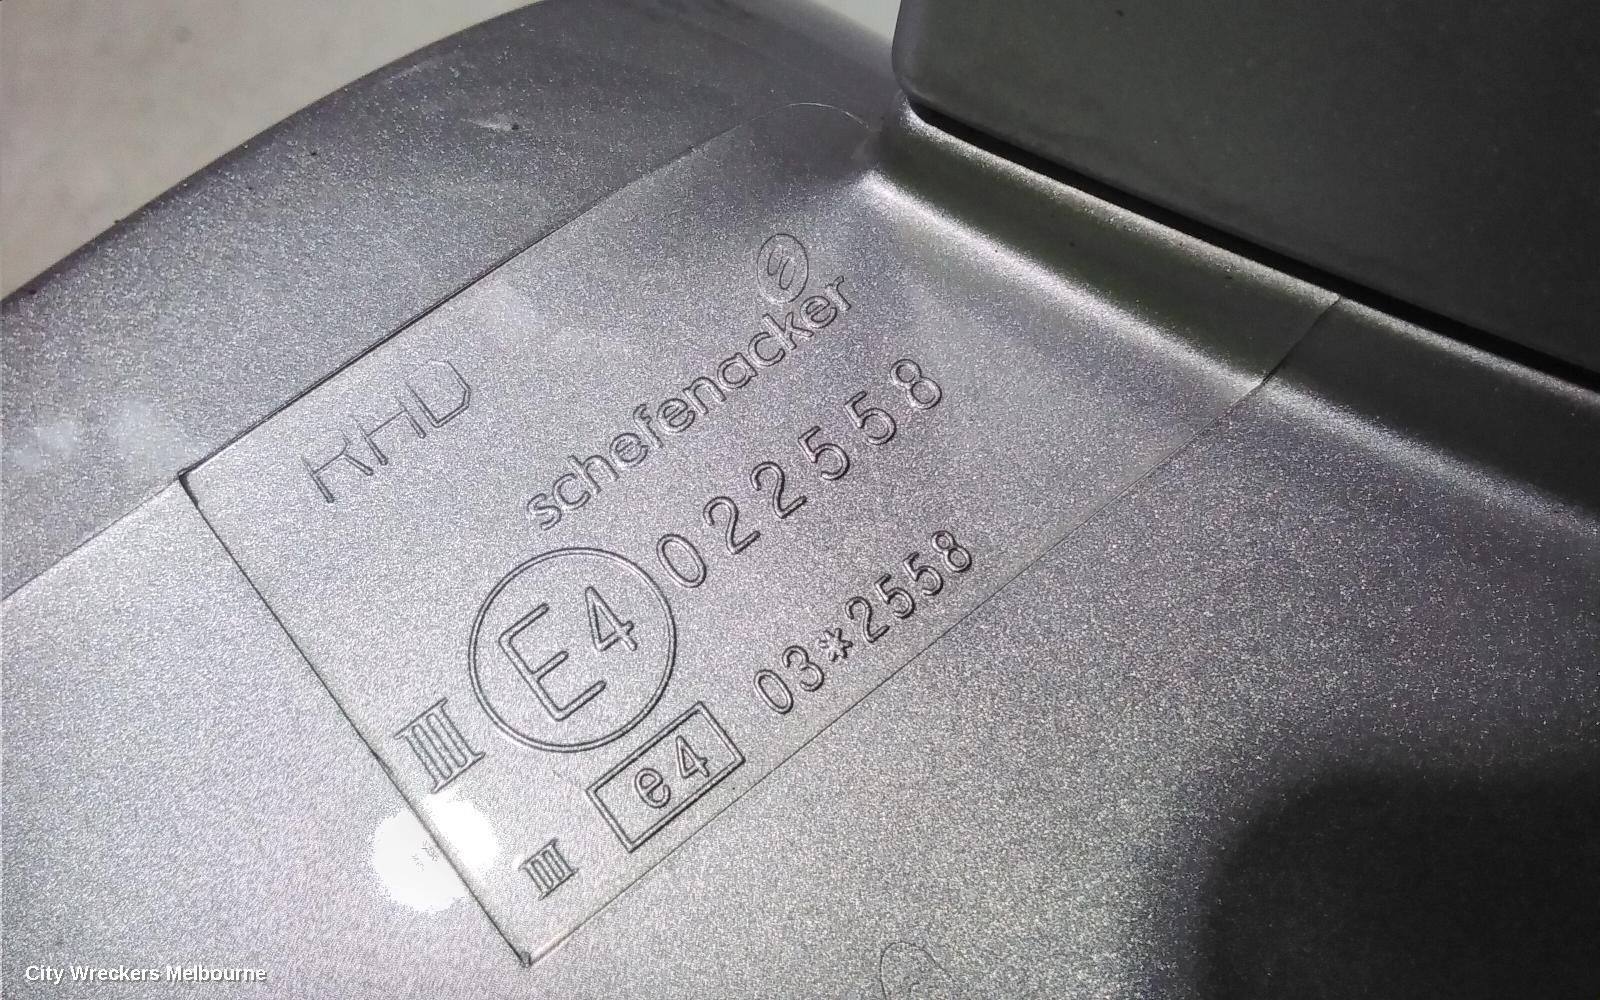 RHD
schefenacker
III E4 022558
III e4 03*2558
City Wreckers Melbourne